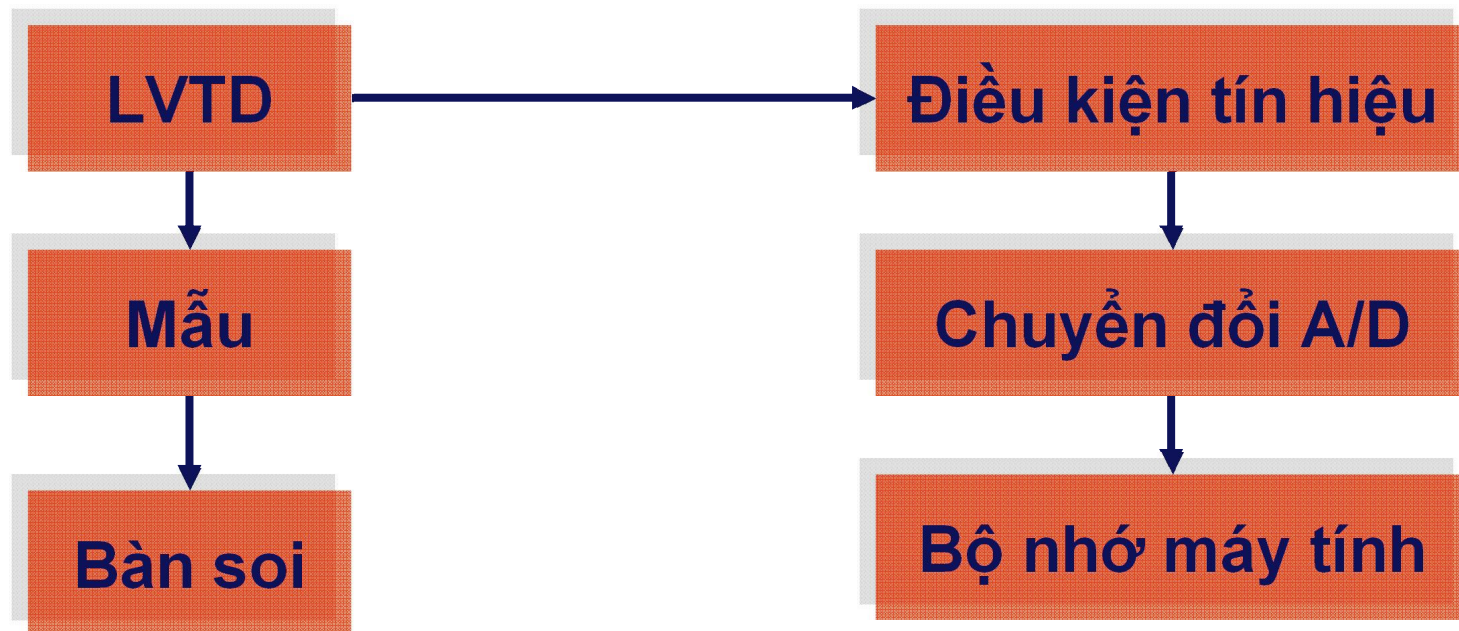 LVTD
Điều kiện tín hiệu
Mẫu
Chuyển đổi A/D
Bàn soi
Bộ nhớ máy tính